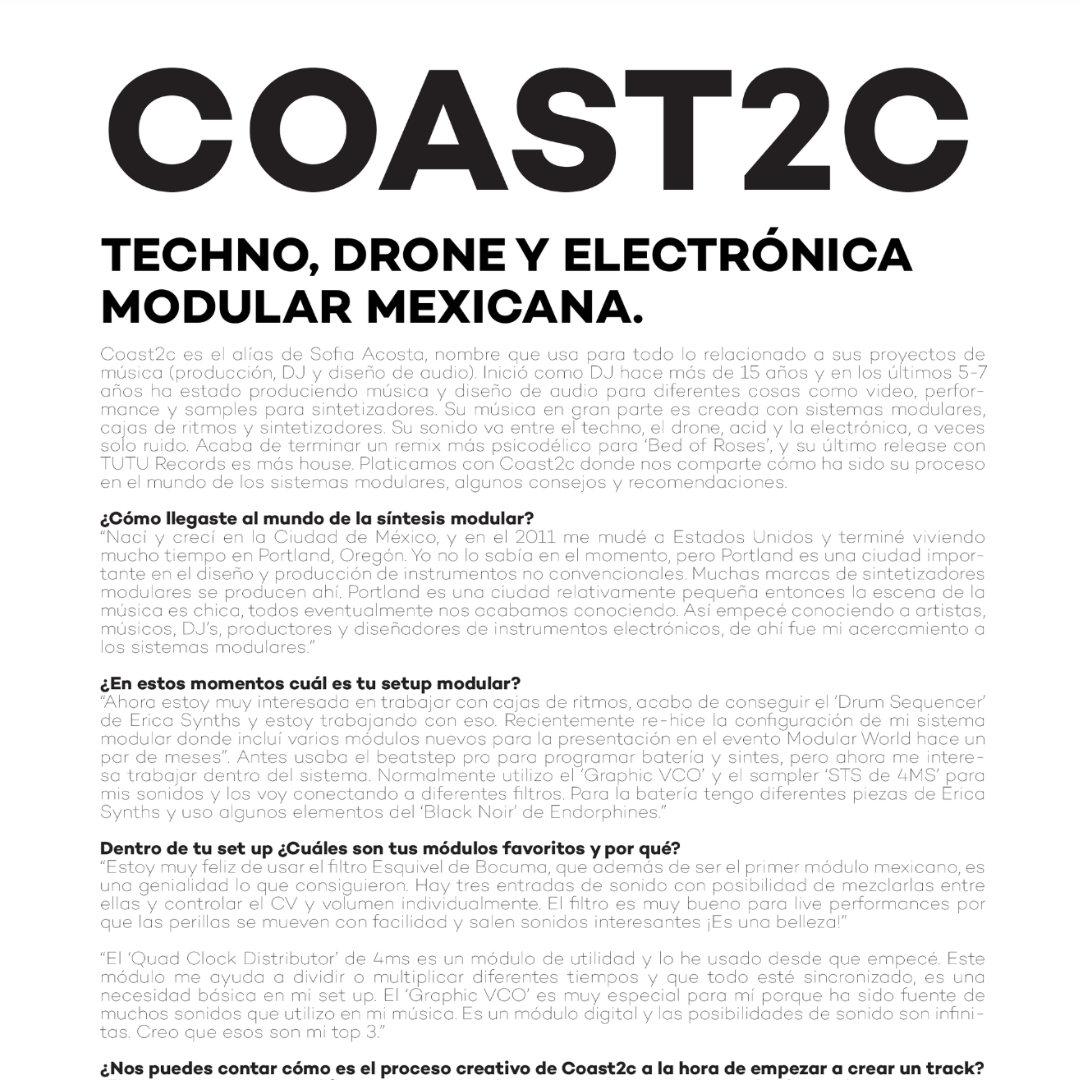 COAST2C
TECHNO, DRONE Y ELECTRÓNICA
MODULAR MEXICANA.
Coast2c es el alías de Sofia Acosta, nombre que usa para todo lo relacionado a sus proyectos de
música (producción, DJ y diseño de audio). Inició como DJ hace más de 15 años y en los últimos 5-7
años ha estado produciendo música y diseño de audio para diferentes cosas como video, perfor-
mance y samples para sintetizadores. Su música en gran parte es creada con sistemas modulares,
cajas de ritmos y sintetizadores. Su sonido va entre el techno, el drone, acid y la electrónica, a veces
solo ruido. Acaba de terminar un remix más psicodélico para ‘Bed of Roses’, y su último release con
TUTU Records es más house. Platicamos con Coast2c donde nos comparte cómo ha sido su proceso
en el mundo de los sistemas modulares, algunos consejos y recomendaciones.
¿Cómo llegaste al mundo de la síntesis modular?
“Nací y crecí en la Ciudad de México, y en el 2011 me mudé a Estados Unidos y terminé viviendo
mucho tiempo en Portland, Oregón. Yo no lo sabía en el momento, pero Portland es una ciudad impor-
tante en el diseño y producción de instrumentos no convencionales. Muchas marcas de sintetizadores
modulares se producen ahí. Portland es una ciudad relativamente pequeña entonces la escena de la
música es chica, todos eventualmente nos acabamos conociendo. Así empecé conociendo a artistas,
músicos, DJ’s, productores y diseñadores de instrumentos electrónicos, de ahí fue mi acercamiento a
los sistemas modulares.”
¿En estos momentos cuál es tu setup modular?
“Ahora estoy muy interesada en trabajar con cajas de ritmos, acabo de conseguir el ‘Drum Sequencer’
de Erica Synths y estoy trabajando con eso. Recientemente re-hice la configuración de mi sistema
modular donde incluí varios módulos nuevos para la presentación en el evento Modular World hace un
par de meses”. Antes usaba el beatstep pro para programar batería y sintes, pero ahora me intere-
sa trabajar dentro del sistema. Normalmente utilizo el ‘Graphic VCO’ y el sampler ‘STS de 4MS’ para
mis sonidos y los voy conectando a diferentes filtros. Para la batería tengo diferentes piezas de Erica
Synths y uso algunos elementos del ‘Black Noir’ de Endorphines.”
Dentro de tu set up ¿Cuáles son tus módulos favoritos y por qué?
“Estoy muy feliz de usar el filtro Esquivel de Bocuma, que además de ser el primer módulo mexicano, es
una genialidad lo que consiguieron. Hay tres entradas de sonido con posibilidad de mezclarlas entre
ellas y controlar el CV y volumen individualmente. El filtro es muy bueno para live performances por
que las perillas se mueven con facilidad y salen sonidos interesantes ¡Es una belleza!”
“El ‘Quad Clock Distributor’ de 4ms es un módulo de utilidad y lo he usado desde que empecé. Este
módulo me ayuda a dividir o multiplicar diferentes tiempos y que todo esté sincronizado, es una
necesidad básica en mi set up. El ‘Graphic VCO’ es muy especial para mí porque ha sido fuente de
muchos sonidos que utilizo en mi música. Es un módulo digital y las posibilidades de sonido son infini-
tas. Creo que esos son mi top 3.”
¿Nos puedes contar cómo es el proceso creativo de Coast2c a la hora de empezar a crear un track?